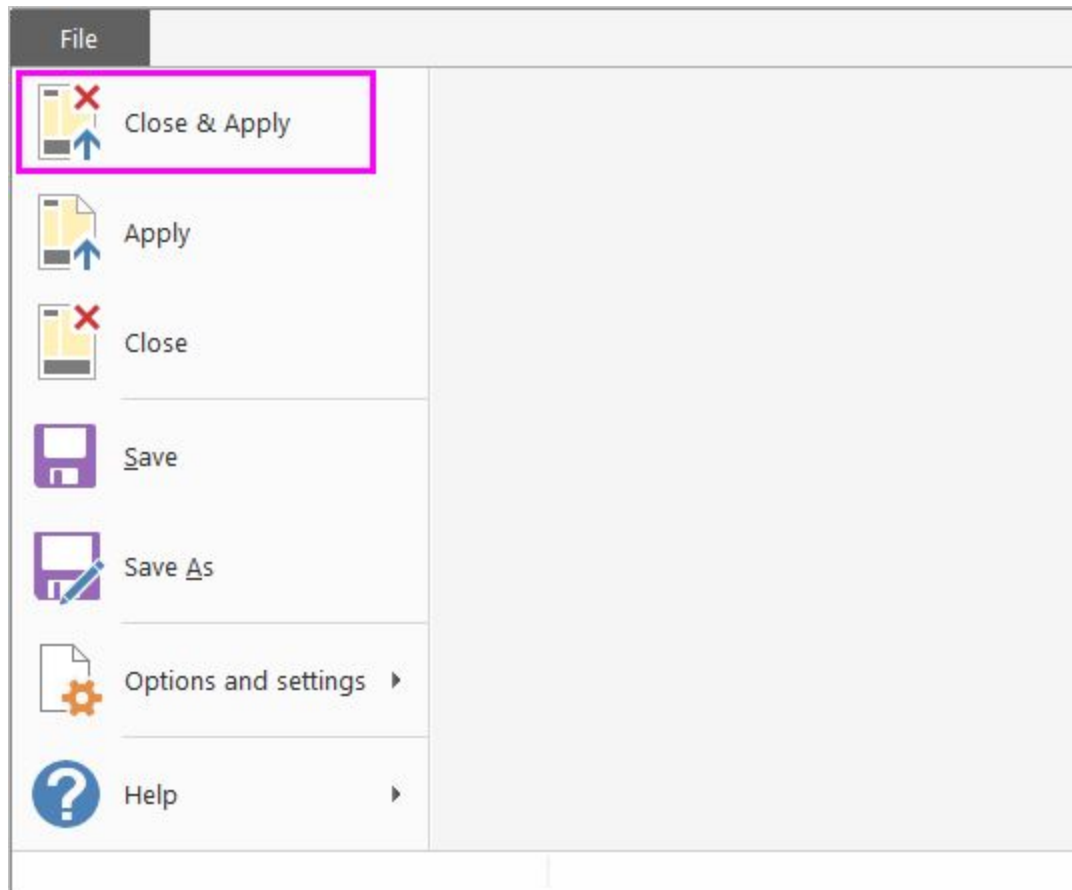 File
Close & Apply
Apply
Close
Save
Save As
Options and settings
Help